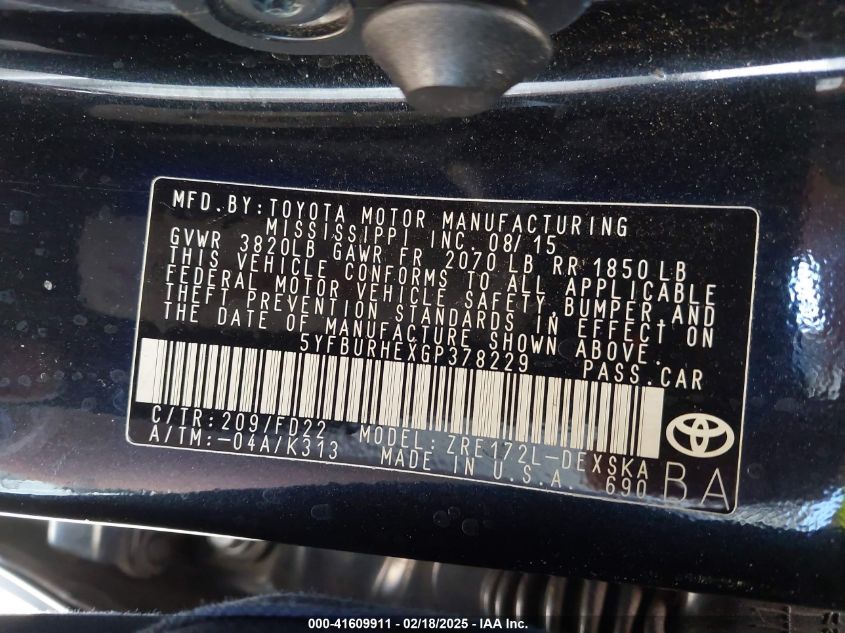 MFD.BY:TOYOTA MOTOR MANUFACTURING
MISSISSIPPI INC. 08/15
GVWR 3820LB GAWR FR 2070 LB RR 1850 LB
THIS VEHICLE CONFORMS TO ALL APPLICABLE
FEDERAL MOTOR VEHICLE SAFETY, BUMPER, AND
THEFT PREVENTION STANDARDS IN EFFECT ON
THE DATE OF MANUFACTURE SHOWN ABOVE.
5YFBURHEXGP378229 PASS.CAR
C/TR:209/FD22 MODEL:ZRE172L-DEXSKA
A/TM:-04A/K313 MADE IN U.S.A. 690
BA
000-41609911 - 02/18/2025 - IAA Inc.